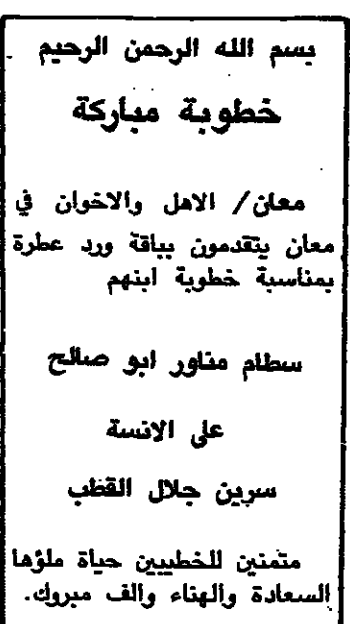 بسم الله الرحمن الرحيم
خطوبة مباركة
معان/ الاهل والاخوان في
معان يتقدمون بباقة ورد عطرة
بمناسبة خطوبة ابنهم
سطام مناور ابو صالح
على الانسة
سرين جلال القطب
متمنين للخطيبين حياة ملؤها
السعادة والهناء والف مبروك.